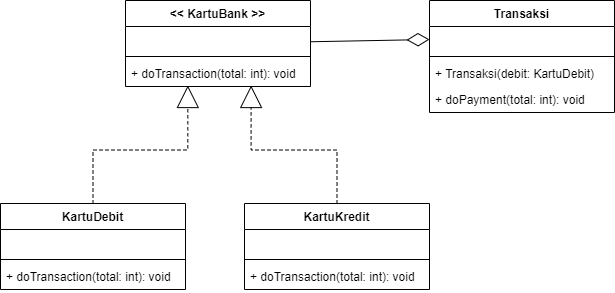 << KartuBank >>
+ doTransaction(total: int): void
Transaksi
+ Transaksi(debit: KartuDebit)
+ doPayment(total: int): void
KartuDebit
+ doTransaction(total: int): void
KartuKredit
+ doTransaction(total: int): void